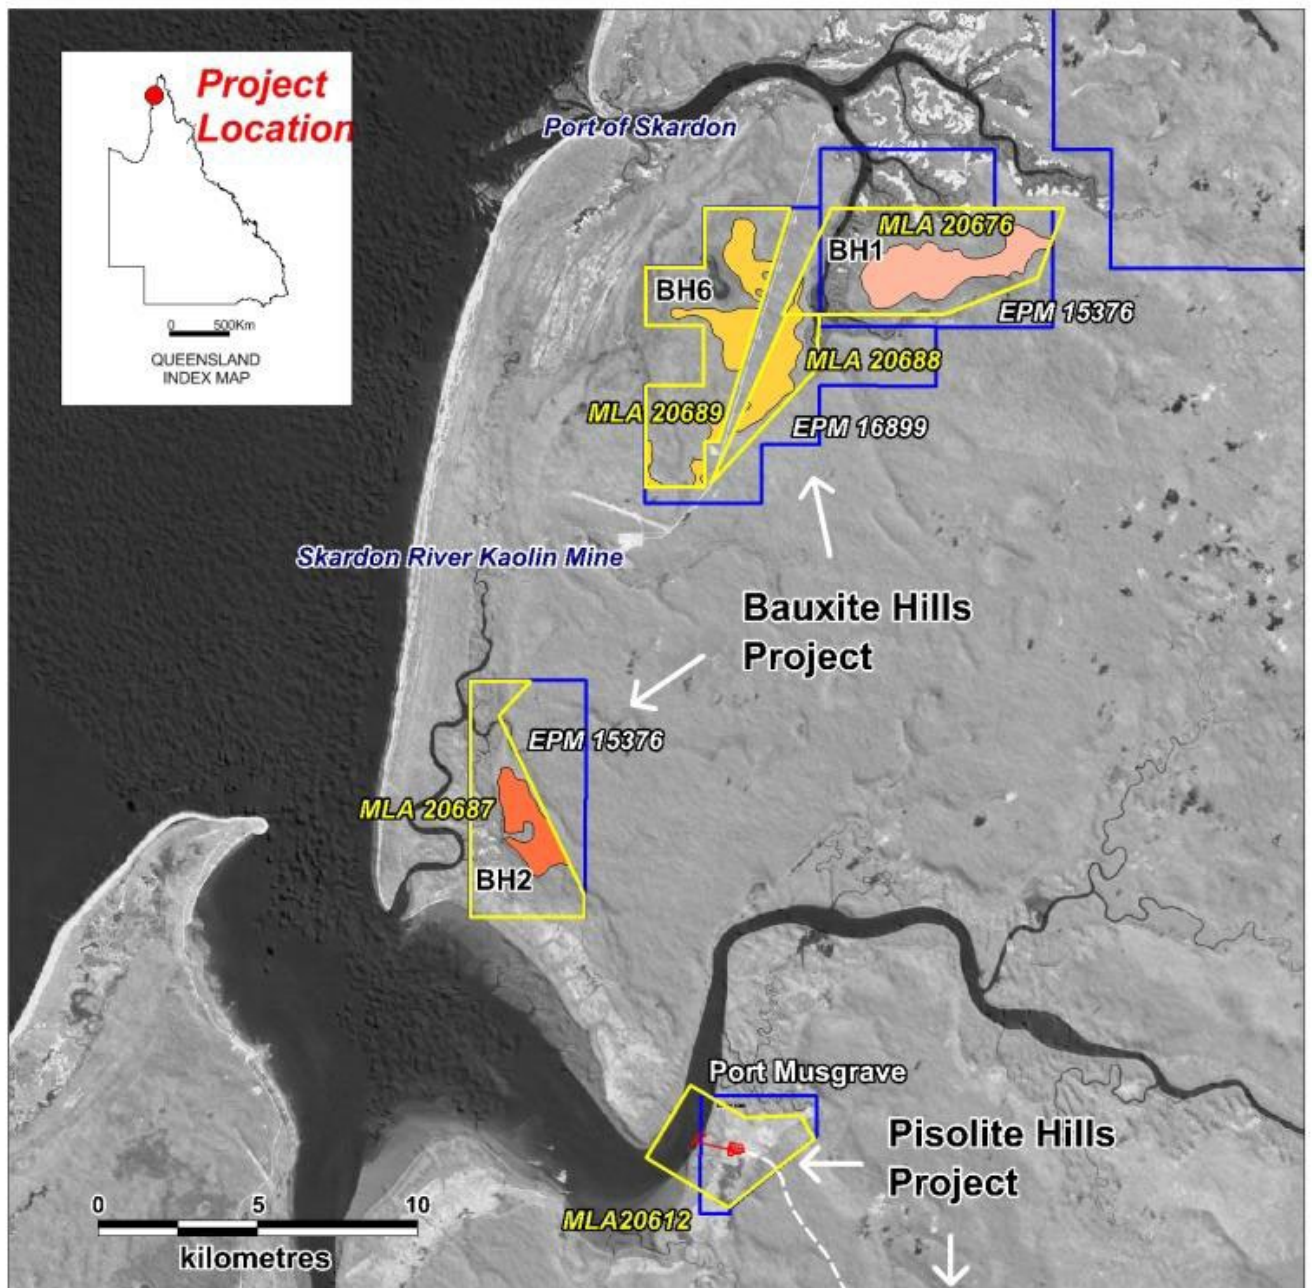 Project
Location
0 500Km
QUEENSLAND
INDEX MAP
Port of Skardon
MLA 20676
BH1
BH6
EPM 15376
MLA 20688
MLA 20689
EPM 16899
Skardon River Kaolin Mine
Bauxite Hills
Project
EPM 15376
MLA 20687
BH2
Port Musgrave
Pisolite Hills
Project
MLA20612
0 5 10
kilometres